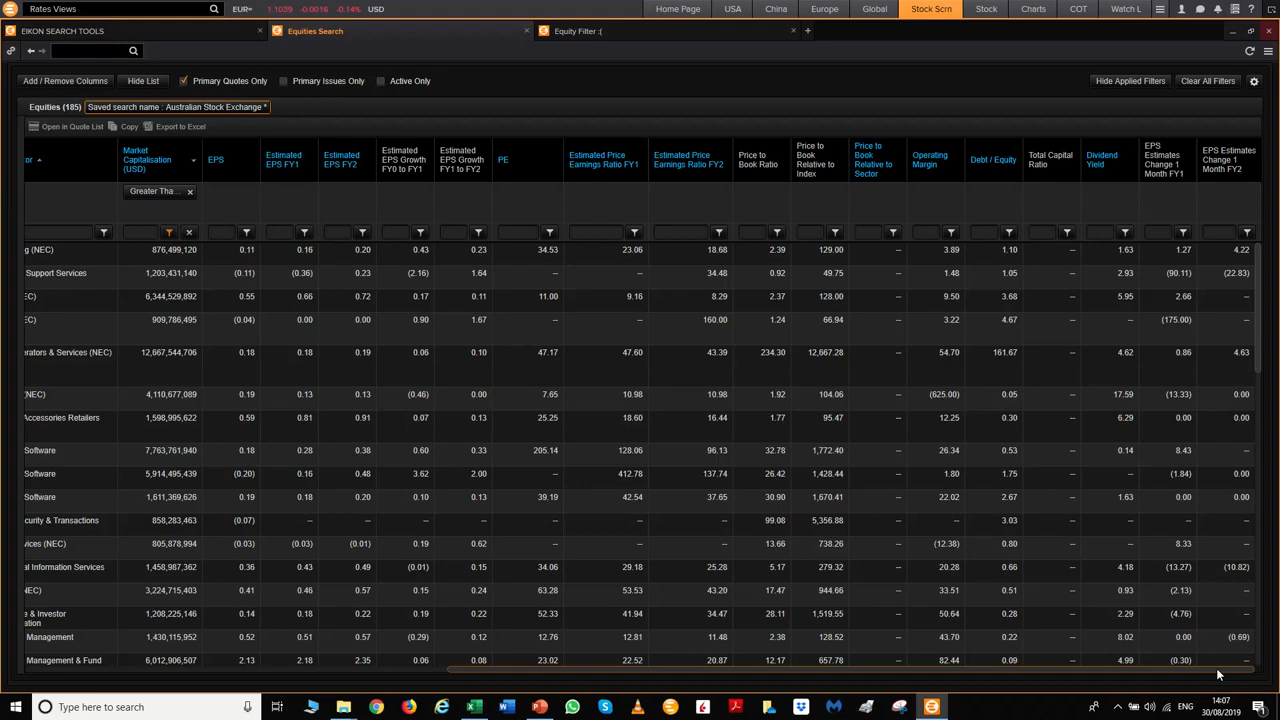 Rates Views EUR= 1.1039 -0.0016 -0.14% USD Home Page USA China Europe Global Stock Scrn Stock Charts COT Watch L
EIKON SEARCH TOOLS × Equities Search × Equity Filter :( × +
Add / Remove Columns Hide List Primary Quotes Only Primary Issues Only Active Only Hide Applied Filters Clear All Filters
Equities (185) Saved search name : Australian Stock Exchange *
Open in Quote List Copy Export to Excel
or Market Capitalisation (USD) EPS Estimated EPS FY1 Estimated EPS FY2 Estimated EPS Growth FY0 to FY1 Estimated EPS Growth FY1 to FY2 PE Estimated Price Earnings Ratio FY1 Estimated Price Earnings Ratio FY2 Price to Book Ratio Price to Book Relative to Index Price to Book Relative to Sector Operating Margin Debt / Equity Total Capital Ratio Dividend Yield EPS Estimates Change 1 Month FY1 EPS Estimates Change 1 Month FY2
Greater Tha... ×
g (NEC) 876,499,120 0.11 0.16 0.20 0.43 0.23 34.53 23.06 18.68 2.39 129.00 -- 3.89 1.10 -- 1.63 1.27 4.22
Support Services 1,203,431,140 (0.11) (0.36) 0.23 (2.16) 1.64 -- -- 34.48 0.92 49.75 -- 1.48 1.05 -- 2.93 (90.11) (22.83)
EC) 6,344,529,892 0.55 0.66 0.72 0.17 0.11 11.00 9.16 8.29 2.37 128.00 -- 9.50 3.68 -- 5.95 2.66 --
EC) 909,786,495 (0.04) 0.00 0.00 0.90 1.67 -- -- 160.00 1.24 66.94 -- 3.22 4.67 -- -- (175.00) --
erators & Services (NEC) 12,667,544,706 0.18 0.18 0.19 0.06 0.10 47.17 47.60 43.39 234.30 12,667.28 -- 54.70 161.67 -- 4.62 0.86 4.63
(NEC) 4,110,677,089 0.19 0.13 0.13 (0.46) 0.00 7.65 10.98 10.98 1.92 104.06 -- (625.00) 0.05 -- 17.59 (13.33) 0.00
Accessories Retailers 1,598,995,622 0.59 0.81 0.91 0.07 0.13 25.25 18.60 16.44 1.77 95.47 -- 12.25 0.30 -- 6.29 0.00 0.00
Software 7,763,761,940 0.18 0.28 0.38 0.60 0.33 205.14 128.06 96.13 32.78 1,772.40 -- 26.34 0.53 -- 0.14 8.43 --
Software 5,914,495,439 (0.20) 0.16 0.48 3.62 2.00 -- 412.78 137.74 26.42 1,428.44 -- 1.80 1.75 -- -- (1.84) 0.00
Software 1,611,369,626 0.19 0.18 0.20 0.10 0.13 39.19 42.54 37.65 30.90 1,670.41 -- 22.02 2.67 -- 1.63 0.00 0.00
curity & Transactions 858,283,463 (0.07) -- -- -- -- -- -- -- 99.08 5,356.88 -- -- 3.03 -- -- -- --
vices (NEC) 805,878,994 (0.03) (0.03) (0.01) 0.19 0.62 -- -- -- 13.66 738.26 -- (12.38) 0.80 -- -- 8.33 --
al Information Services 1,458,987,362 0.36 0.43 0.49 (0.01) 0.15 34.06 29.18 25.28 5.17 279.32 -- 20.28 0.66 -- 4.18 (13.27) (10.82)
NEC) 3,224,715,403 0.41 0.46 0.57 0.15 0.24 63.28 53.53 43.20 17.47 944.66 -- 33.51 0.51 -- 0.93 (2.13) --
e & Investor 1,208,225,146 0.14 0.18 0.22 0.19 0.22 52.33 41.94 34.47 28.11 1,519.55 -- 50.64 0.28 -- 2.29 (4.76) --
ation
Management 1,430,115,952 0.52 0.51 0.57 (0.29) 0.12 12.76 12.81 11.48 2.38 128.52 -- 43.70 0.22 -- 8.02 0.00 (0.69)
Management & Fund 6,012,906,507 2.13 2.18 2.35 0.06 0.08 23.02 22.52 20.87 12.17 657.78 -- 82.44 0.09 -- 4.99 (0.30) --
Type here to search ENG 14:07
30/08/2019